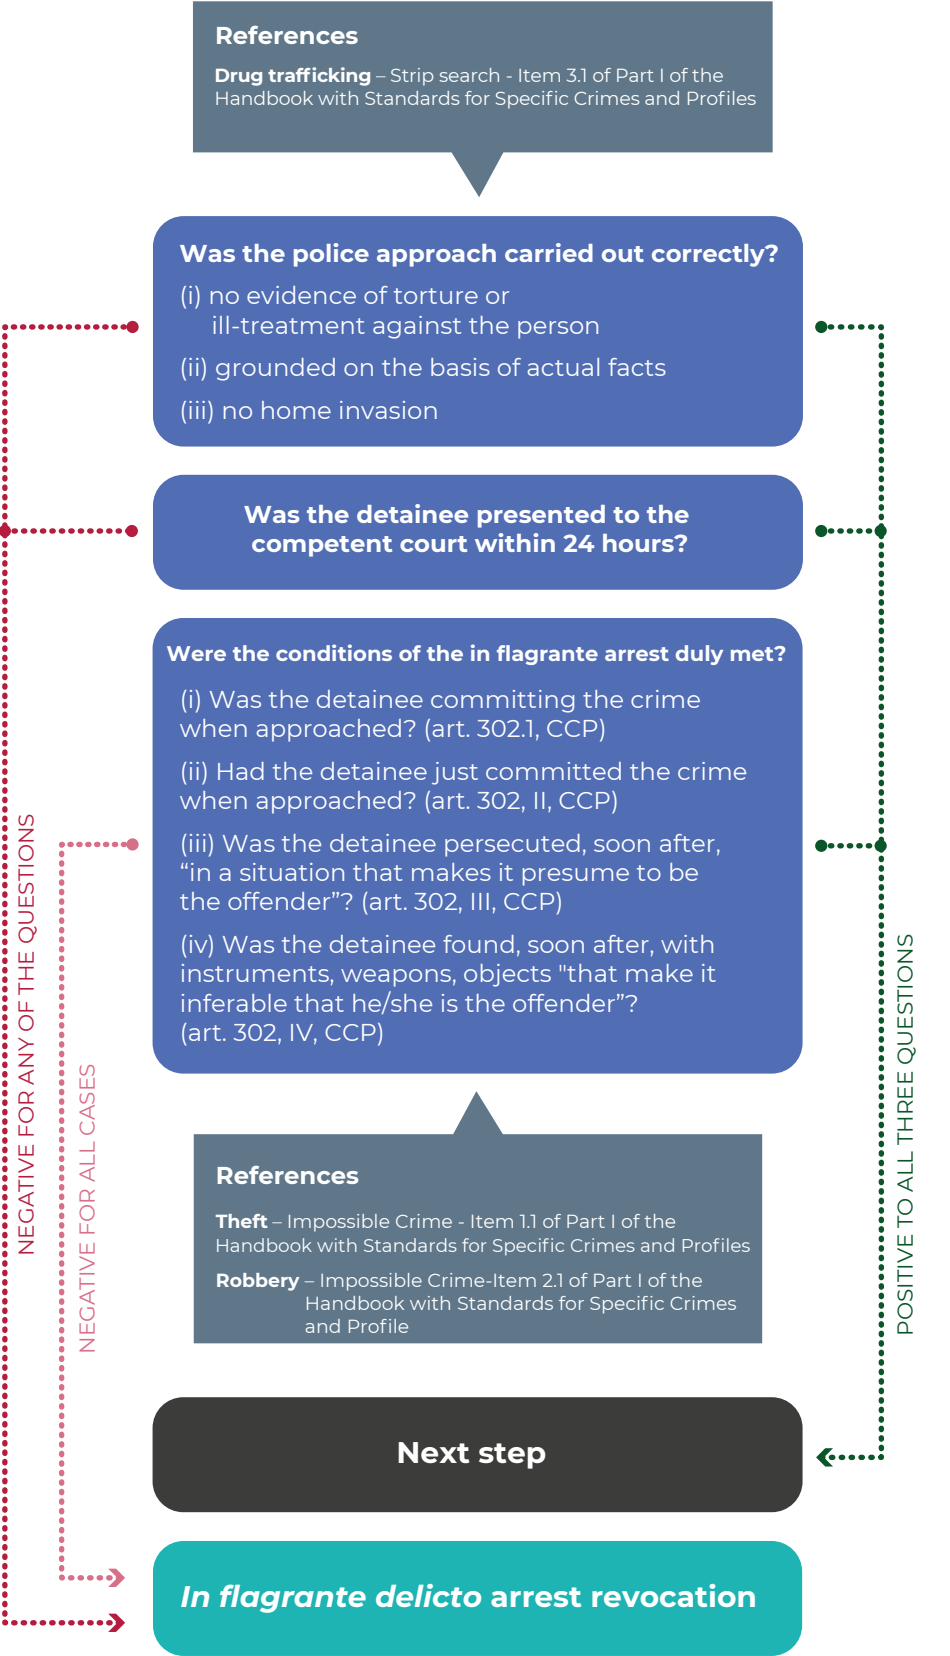 References
Drug trafficking – Strip search - Item 3.1 of Part I of the
Handbook with Standards for Specific Crimes and Profiles
Was the police approach carried out correctly?
(i) no evidence of torture or
ill-treatment against the person
(ii) grounded on the basis of actual facts
(iii) no home invasion
Was the detainee presented to the
competent court within 24 hours?
Were the conditions of the in flagrante arrest duly met?
(i) Was the detainee committing the crime
when approached? (art. 302.1, CCP)
(ii) Had the detainee just committed the crime
when approached? (art. 302, II, CCP)
(iii) Was the detainee persecuted, soon after,
“in a situation that makes it presume to be
the offender”? (art. 302, III, CCP)
(iv) Was the detainee found, soon after, with
instruments, weapons, objects "that make it
inferable that he/she is the offender”?
(art. 302, IV, CCP)
NEGATIVE FOR ANY OF THE QUESTIONS
NEGATIVE FOR ALL CASES
POSITIVE TO ALL THREE QUESTIONS
References
Theft – Impossible Crime - Item 1.1 of Part I of the
Handbook with Standards for Specific Crimes and Profiles
Robbery – Impossible Crime-Item 2.1 of Part I of the
Handbook with Standards for Specific Crimes
and Profile
Next step
In flagrante delicto arrest revocation